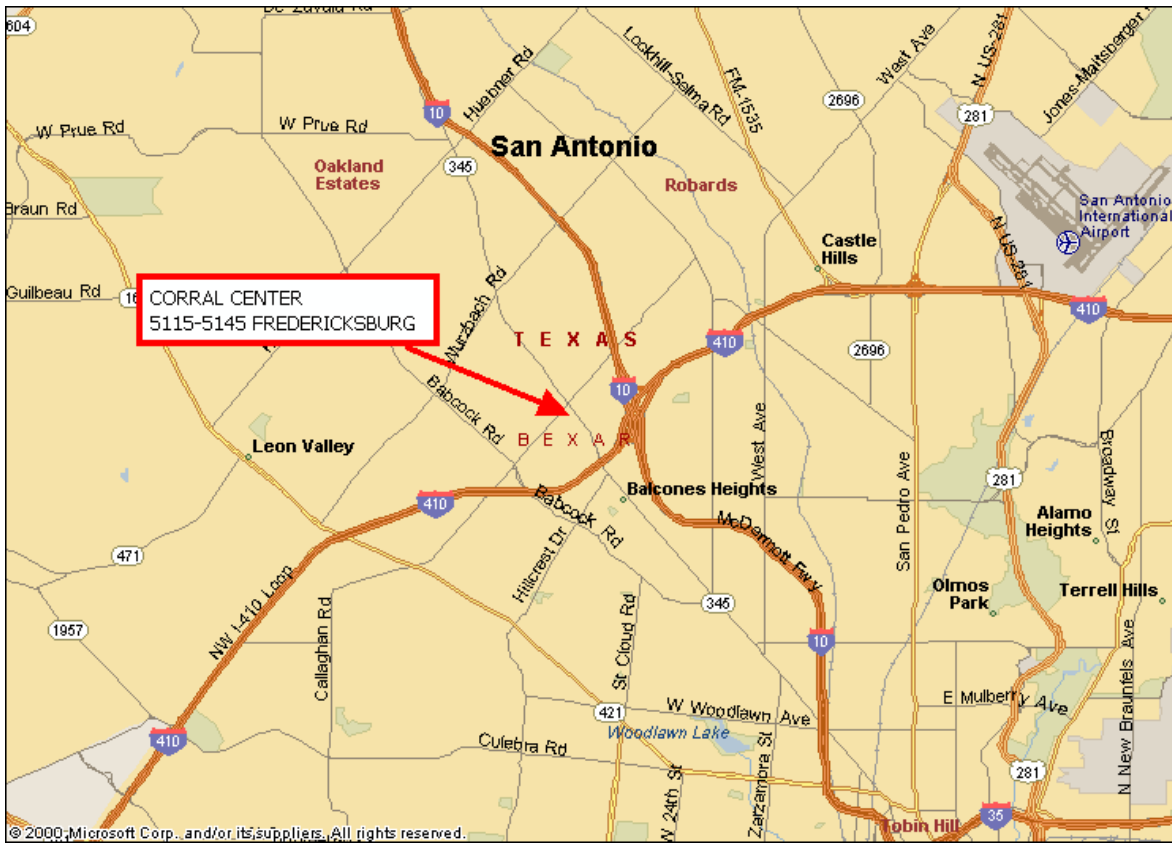 604
De Zavala Rd
Huebner Rd
Lockhill-Selma Rd
FM-1535
West Ave
N US-281
Jones-Maltsberger Rd
10
2696
281
W Prue Rd
W Prue Rd
San Antonio
345
Oakland
Estates
Robards
San Antonio
International
Airport
Braun Rd
N US-281
Castle
Hills
Guilbeau Rd
16
CORRAL CENTER
5115-5145 FREDERICKSBURG
Wurzbach Rd
410
TEXAS
410
2696
10
Babcock Rd
BEXAR
West Ave
San Pedro Ave
Broadway St
Leon Valley
Balcones Heights
281
410
Babcock Rd
McDermott Fwy
Alamo
Heights
471
Hillcrest Dr
Olmos
Park
Terrell Hills
NW I-410 Loop
Callaghan Rd
St Cloud Rd
345
1957
10
E Mulberry Ave
N New Braunfels Ave
421
W Woodlawn Ave
Woodlawn Lake
410
Culebra Rd
N 24th St
Zarzamora St
281
35
Tobin Hill
© 2000 Microsoft Corp. and/or its suppliers. All rights reserved.